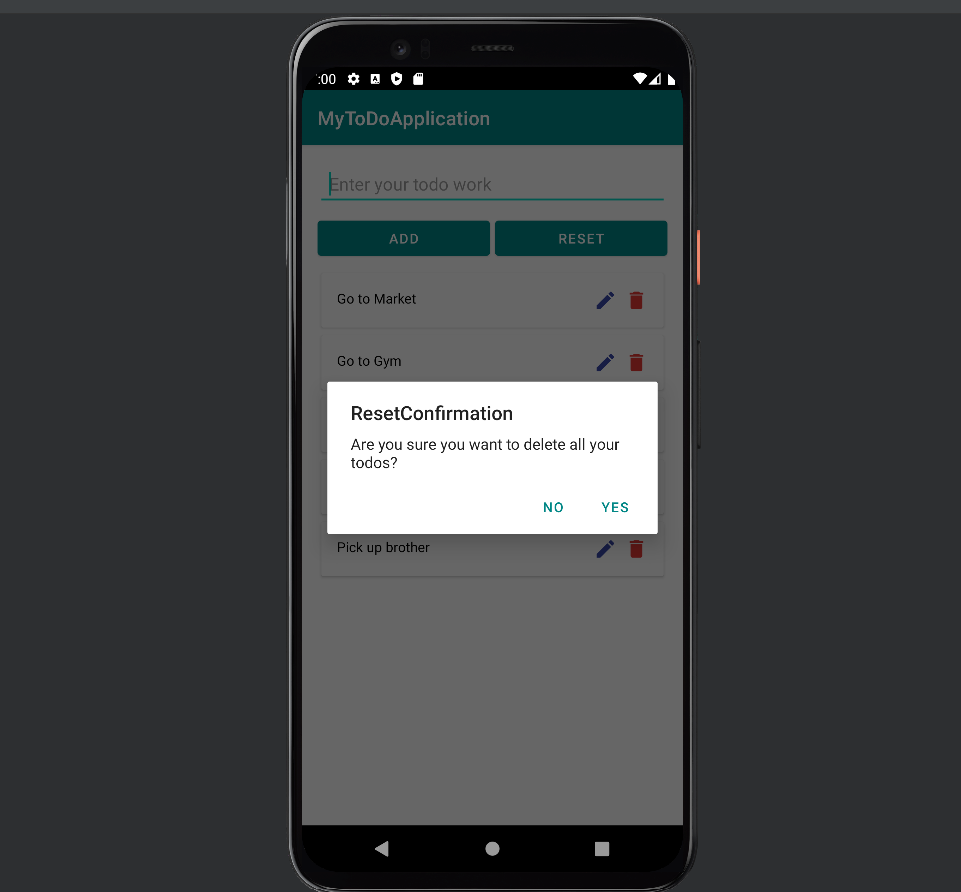 :00
MyToDoApplication
Enter your todo work
ADD RESET
Go to Market
Go to Gym
ResetConfirmation
Are you sure you want to delete all your
todos?
NO YES
Pick up brother